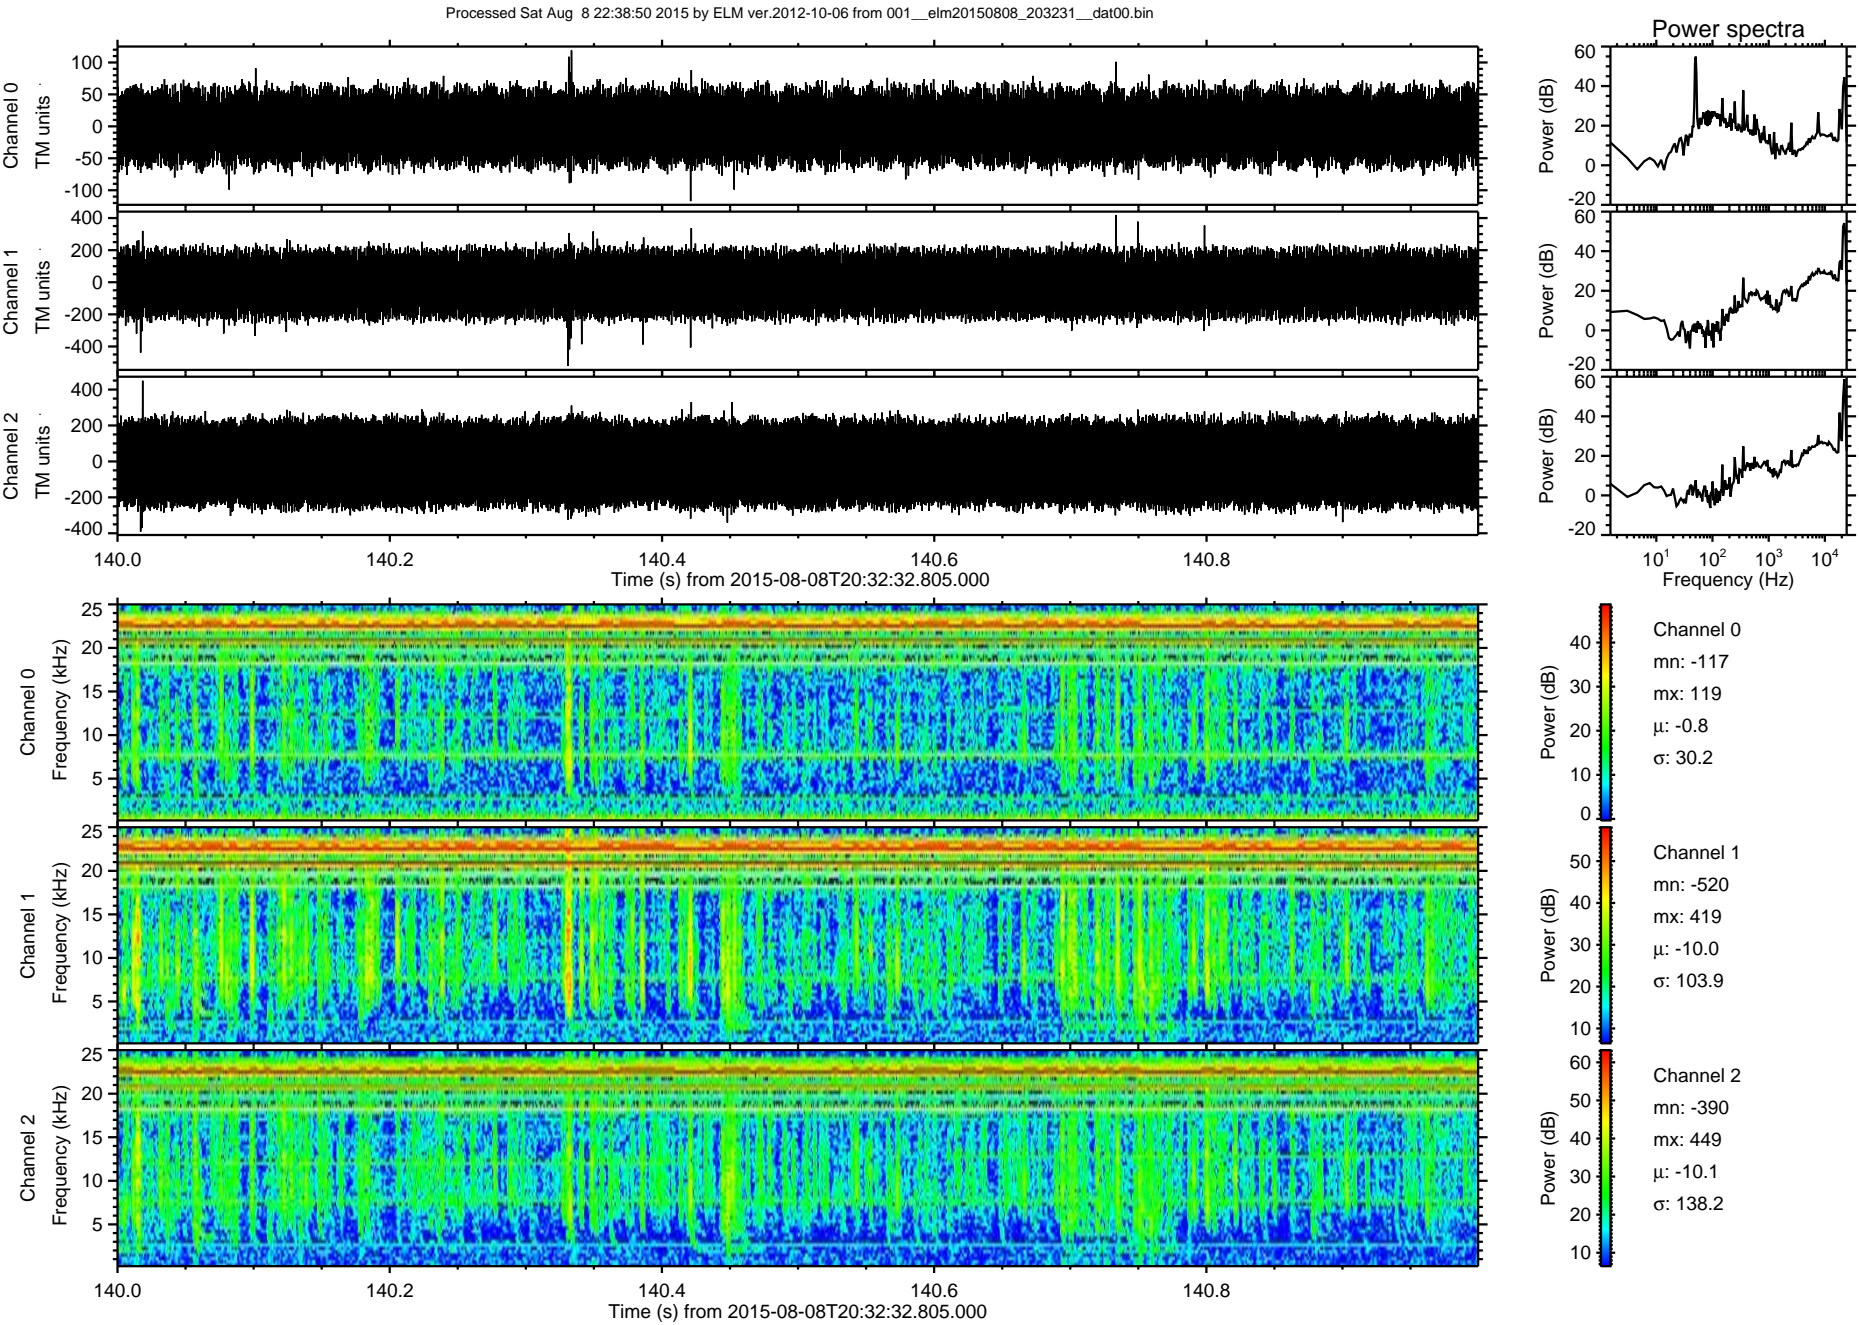 Processed Sat Aug  8 22:38:50 2015 by ELM ver.2012-10-06 from 001__elm20150808_203231__dat00.bin
Power spectra
Channel 0
TM units
100
50
0
-50
-100
Power (dB)
60
40
20
0
-20
Channel 1
TM units
400
200
0
-200
-400
Power (dB)
60
40
20
0
-20
Channel 2
TM units
400
200
0
-200
-400
Power (dB)
60
40
20
0
-20
140.0 140.2 140.4 140.6 140.8
Time (s) from 2015-08-08T20:32:32.805.000
10^1 10^2 10^3 10^4
Frequency (Hz)
Channel 0
Frequency (kHz)
25
20
15
10
5
Power (dB)
40
30
20
10
0
Channel 0
mn: -117
mx: 119
μ: -0.8
σ: 30.2
Channel 1
Frequency (kHz)
25
20
15
10
5
Power (dB)
50
40
30
20
10
Channel 1
mn: -520
mx: 419
μ: -10.0
σ: 103.9
Channel 2
Frequency (kHz)
25
20
15
10
5
Power (dB)
60
50
40
30
20
10
Channel 2
mn: -390
mx: 449
μ: -10.1
σ: 138.2
140.0 140.2 140.4 140.6 140.8
Time (s) from 2015-08-08T20:32:32.805.000